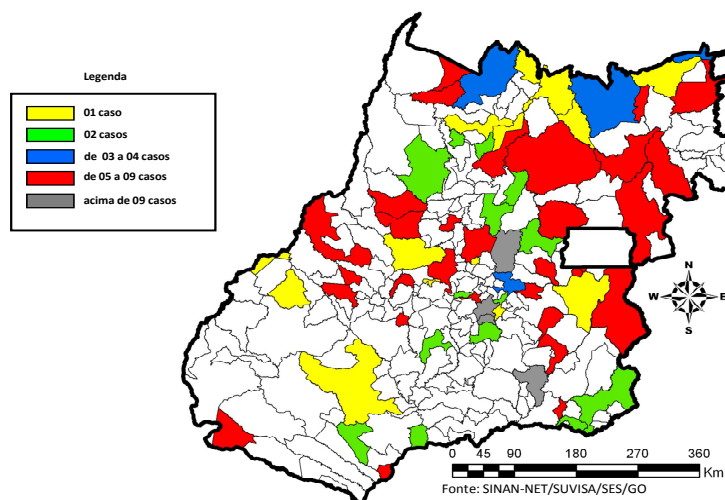 Legenda
01 caso
02 casos
de 03 a 04 casos
de 05 a 09 casos
acima de 09 casos
N
W E
S
0 45 90 180 270 360
Km
Fonte: SINAN-NET/SUVISA/SES/GO